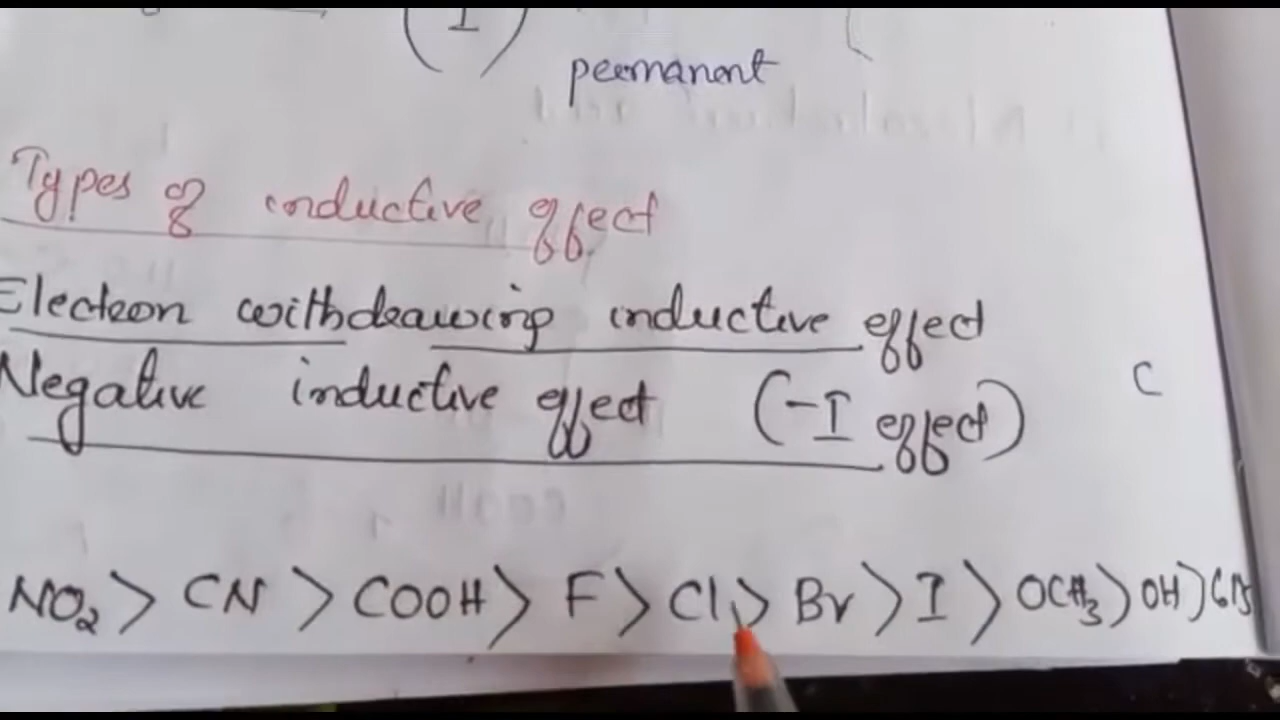 (I)
permanent
Types of inductive effect
Electron withdrawing inductive effect
Negative inductive effect (-I effect)
C
NO₂ > CN > COOH > F > Cl > Br > I > OCH₃ > OH >